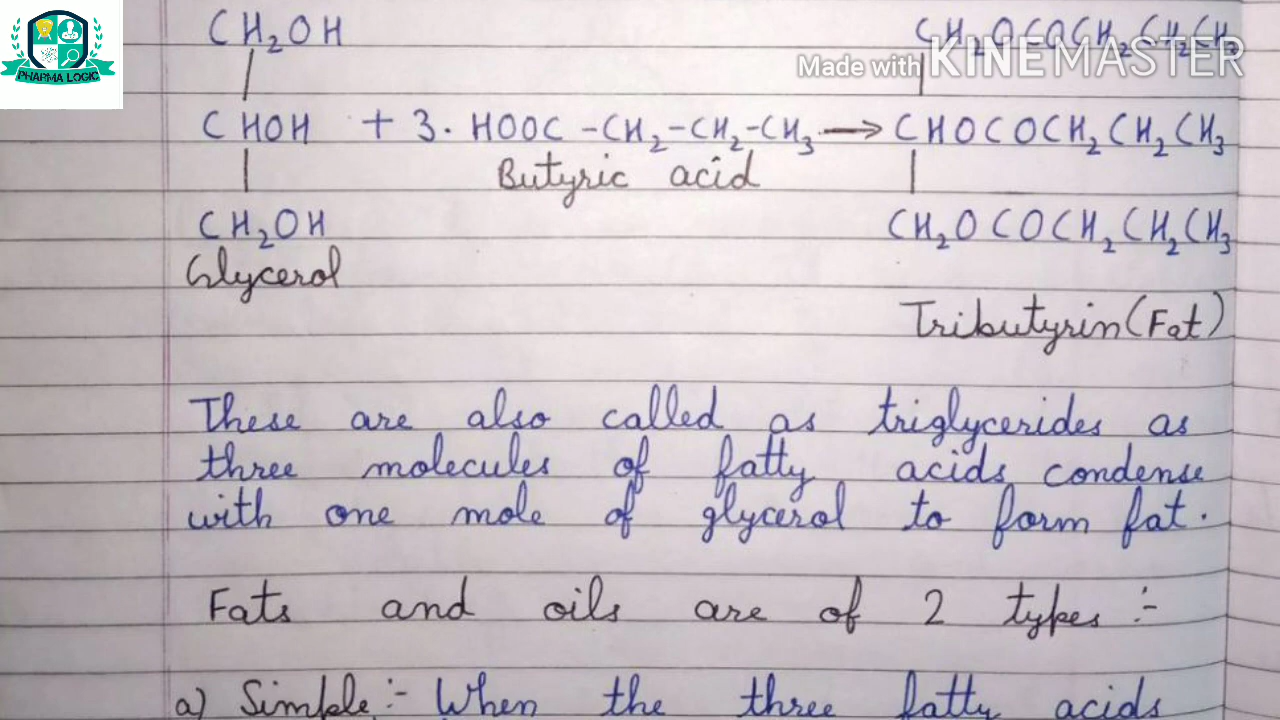 PHARMA LOGIC
CH₂OH CH₂OCOCH₂CH₂CH₃
Made with KINEMASTER
CHOH + 3. HOOC-CH₂-CH₂-CH₃ → CHOCOCH₂CH₂CH₃
Butyric acid
CH₂OH CH₂OCOCH₂CH₂CH₃
Glycerol
Tributyrin (Fat)
These are also called as triglycerides as
three molecules of fatty acids condense
with one mole of glycerol to form fat.
Fats and oils are of 2 types :-
a) Simple :- When the three fatty acids